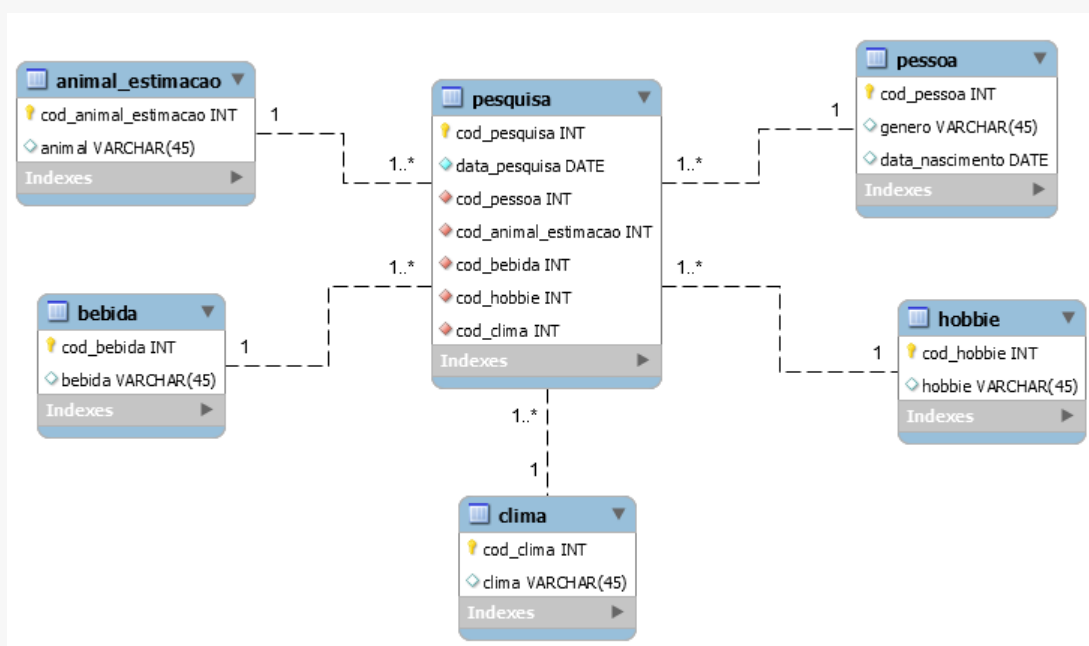 animal_estimacao
cod_animal_estimacao INT
animal VARCHAR(45)
Indexes
1
1..*
pesquisa
cod_pesquisa INT
data_pesquisa DATE
cod_pessoa INT
cod_animal_estimacao INT
cod_bebida INT
cod_hobbie INT
cod_clima INT
Indexes
pessoa
cod_pessoa INT
genero VARCHAR(45)
data_nascimento DATE
Indexes
1
1..*
bebida
cod_bebida INT
bebida VARCHAR(45)
Indexes
1
1..*
hobbie
cod_hobbie INT
hobbie VARCHAR(45)
Indexes
1
1..*
1..*
1
clima
cod_clima INT
clima VARCHAR(45)
Indexes